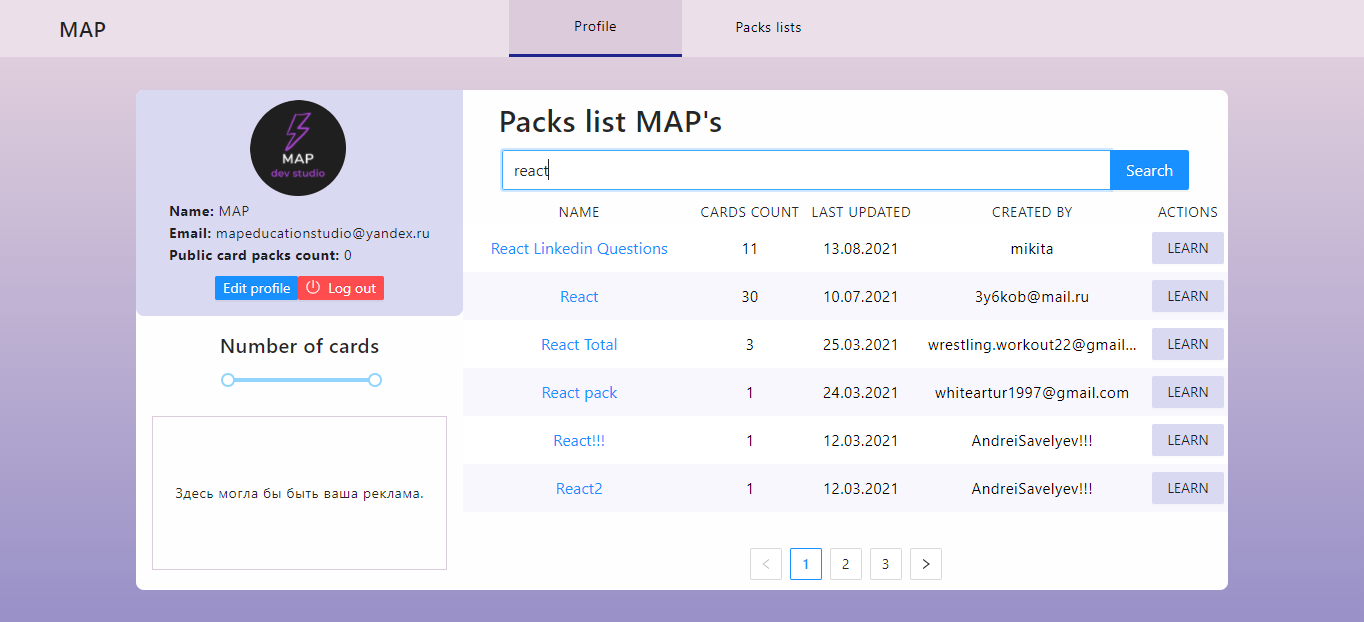 MAP
Profile
Packs lists
MAP
dev studio
Name: MAP
Email: mapeducationstudio@yandex.ru
Public card packs count: 0
Edit profile
Log out
Number of cards
Здесь могла бы быть ваша реклама.
Packs list MAP's
react
Search
NAME CARDS COUNT LAST UPDATED CREATED BY ACTIONS
React Linkedin Questions 11 13.08.2021 mikita LEARN
React 30 10.07.2021 3y6kob@mail.ru LEARN
React Total 3 25.03.2021 wrestling.workout22@gmail... LEARN
React pack 1 24.03.2021 whiteartur1997@gmail.com LEARN
React!!! 1 12.03.2021 AndreiSavelyev!!! LEARN
React2 1 12.03.2021 AndreiSavelyev!!! LEARN
< 1 2 3 >